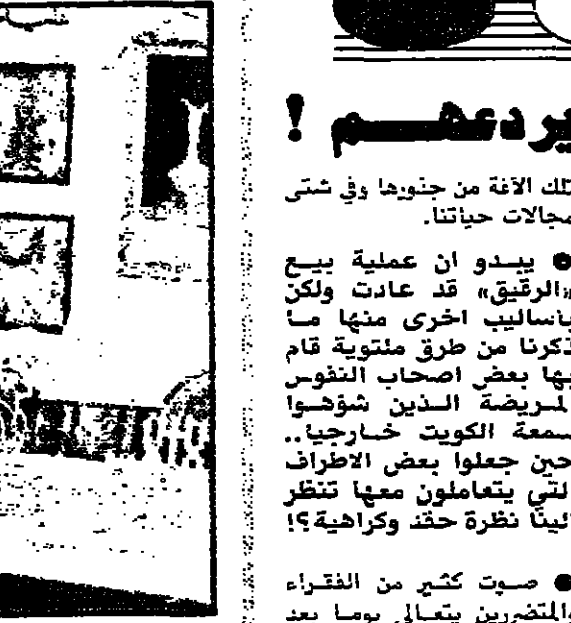 يردعهم !
تلك الآفة من جذورها وفي شتى
مجالات حياتنا.
● يبدو ان عملية بيع
«الرقيق» قد عادت ولكن
باساليب اخرى منها ما
ذكرنا من طرق ملتوية قام
بها بعض اصحاب النفوس
المريضة الذين شوهوا
سمعة الكويت خارجيا..
حين جعلوا بعض الاطراف
التي يتعاملون معها تنظر
الينا نظرة حقد وكراهية؟!
● صوت كثير من الفقراء
والمتضررين يتعالى يوما بعد